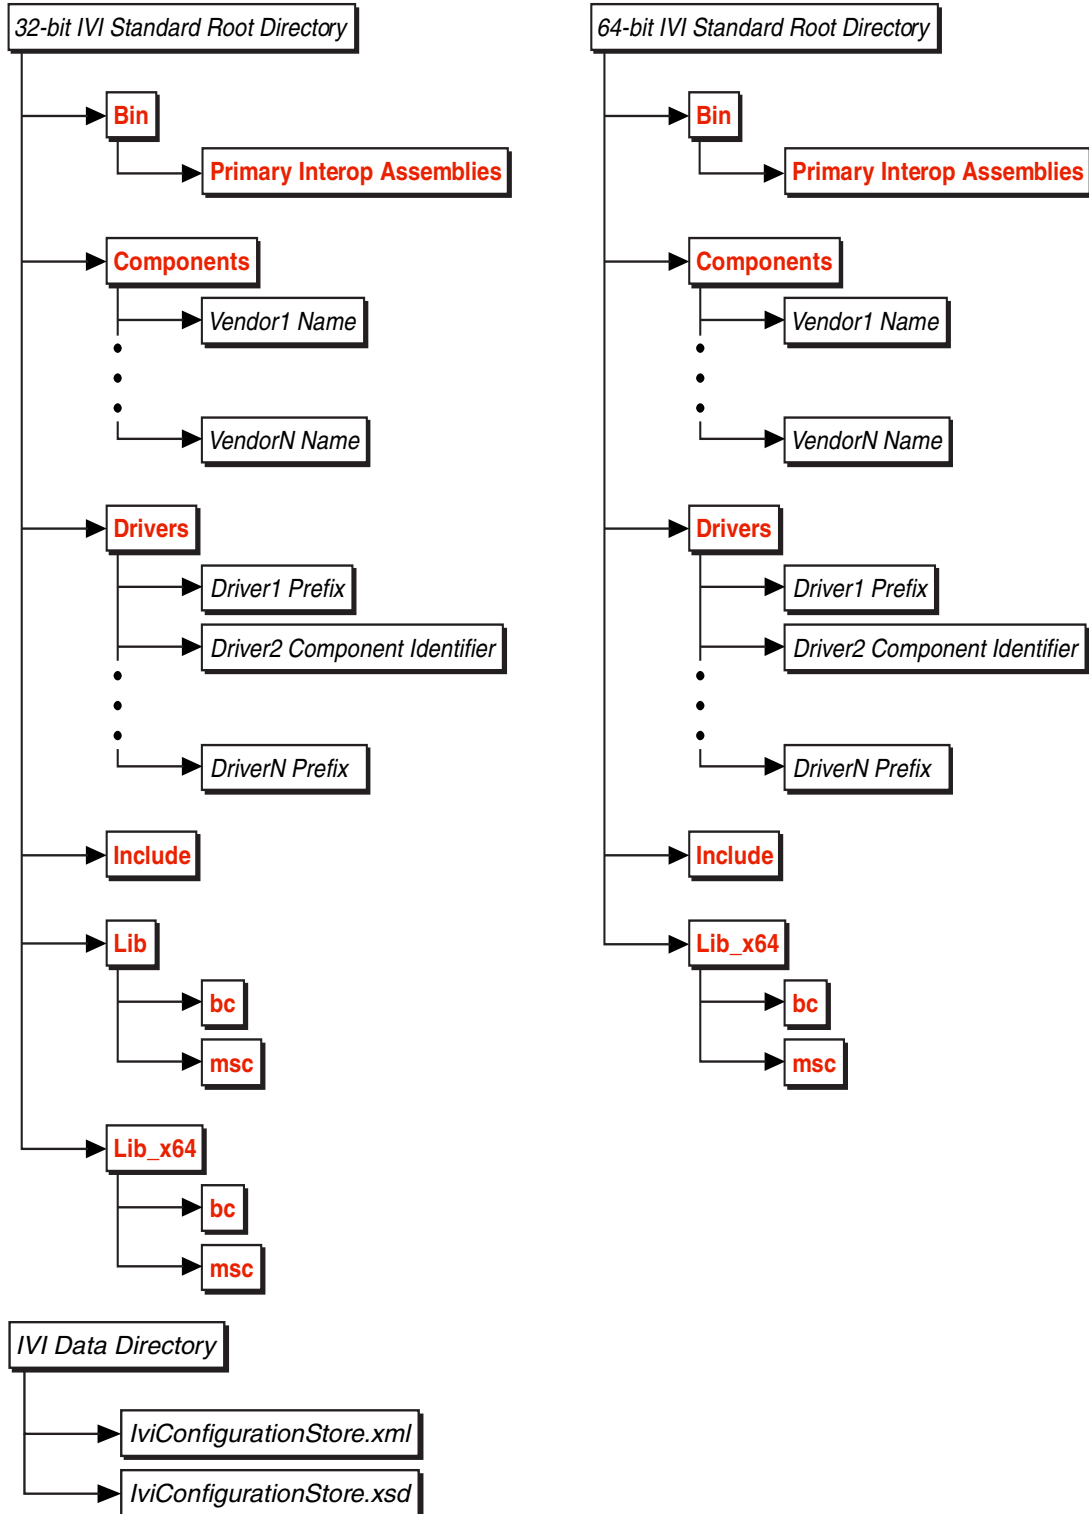 32-bit IVI Standard Root Directory
Bin
Primary Interop Assemblies
Components
Vendor1 Name
VendorN Name
Drivers
Driver1 Prefix
Driver2 Component Identifier
DriverN Prefix
Include
Lib
bc
msc
Lib_x64
bc
msc
64-bit IVI Standard Root Directory
Bin
Primary Interop Assemblies
Components
Vendor1 Name
VendorN Name
Drivers
Driver1 Prefix
Driver2 Component Identifier
DriverN Prefix
Include
Lib_x64
bc
msc
IVI Data Directory
IviConfigurationStore.xml
IviConfigurationStore.xsd